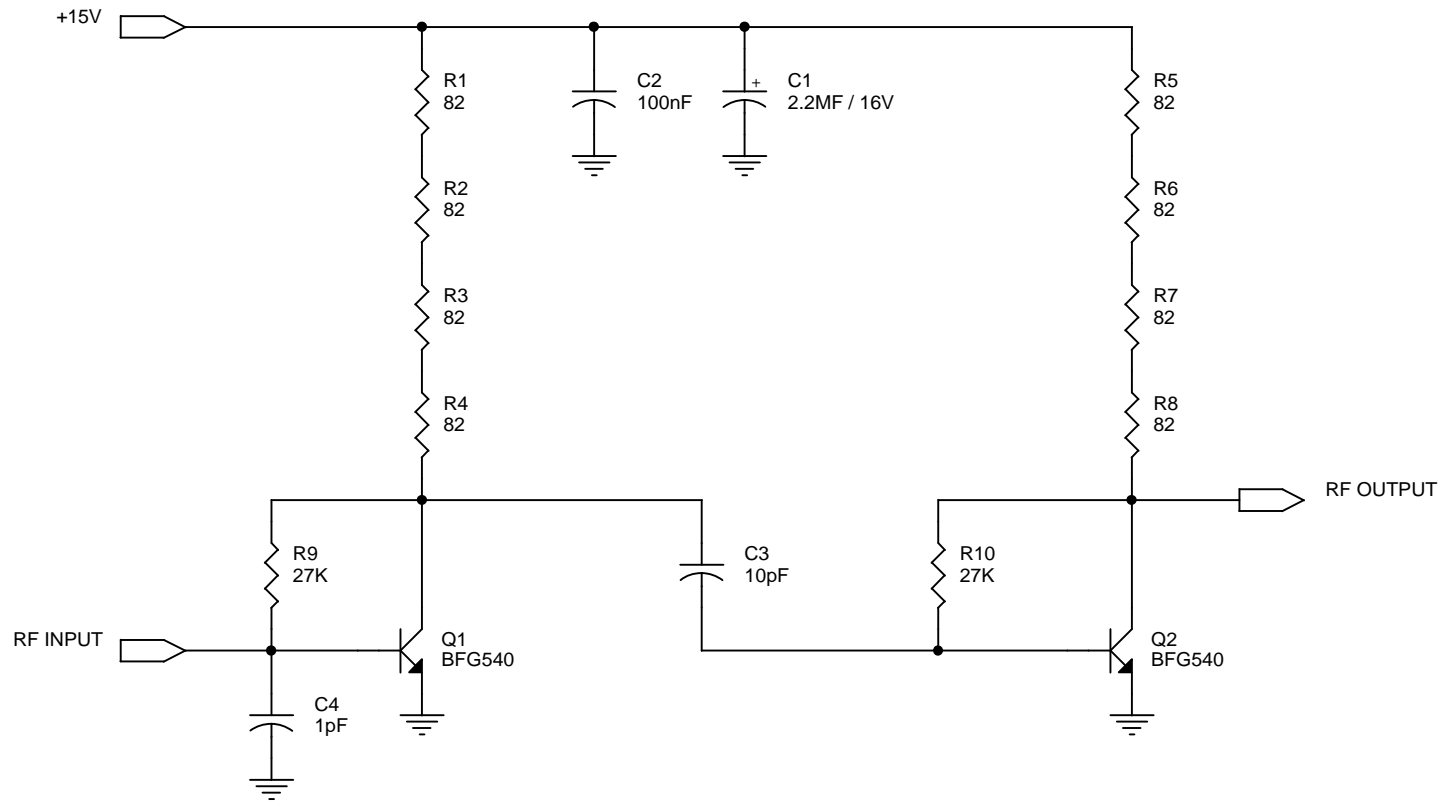 +15V
R1
82
C2
100nF
+
C1
2.2MF / 16V
R5
82
R2
82
R6
82
R3
82
R7
82
R4
82
R8
82
RF OUTPUT
R9
27K
C3
10pF
R10
27K
RF INPUT
Q1
BFG540
Q2
BFG540
C4
1pF